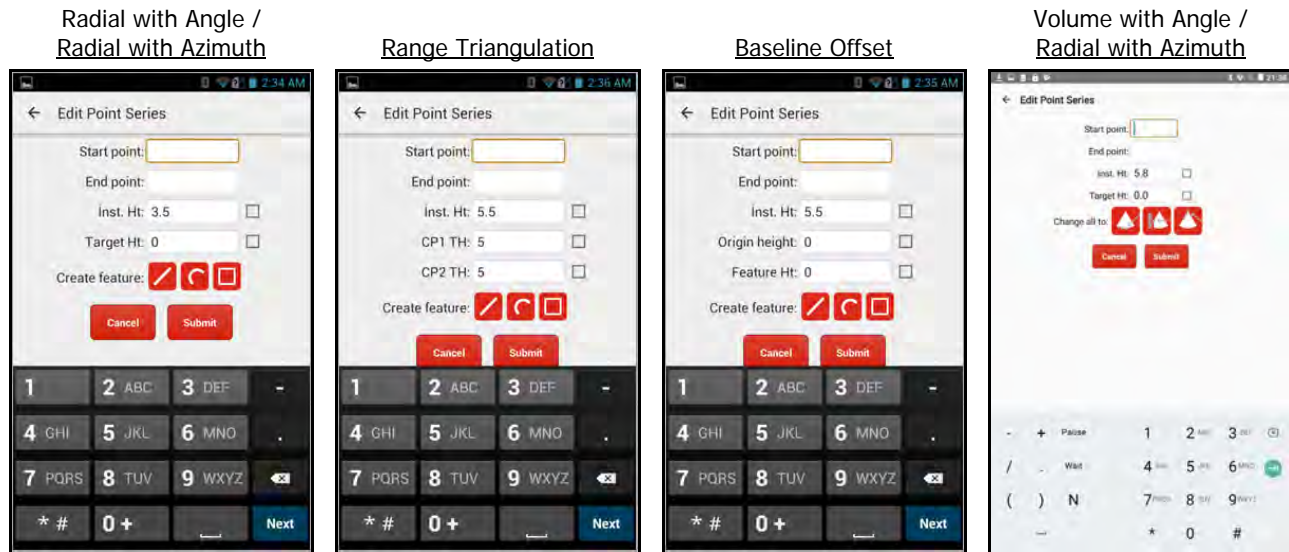 Radial with Angle /
Radial with Azimuth
Range Triangulation
Baseline Offset
Volume with Angle /
Radial with Azimuth
2:34 AM
Edit Point Series
Start point:
End point:
Inst. Ht: 3.5
Target Ht: 0
Create feature:
Cancel Submit
1 2 ABC 3 DEF -
4 GHI 5 JKL 6 MNO .
7 PQRS 8 TUV 9 WXYZ
* # 0 + Next
2:36 AM
Edit Point Series
Start point:
End point:
Inst. Ht: 5.5
CP1 TH: 5
CP2 TH: 5
Create feature:
Cancel Submit
1 2 ABC 3 DEF -
4 GHI 5 JKL 6 MNO .
7 PQRS 8 TUV 9 WXYZ
* # 0 + Next
2:35 AM
Edit Point Series
Start point:
End point:
Inst. Ht: 5.5
Origin height: 0
Feature Ht: 0
Create feature:
Cancel Submit
1 2 ABC 3 DEF -
4 GHI 5 JKL 6 MNO .
7 PQRS 8 TUV 9 WXYZ
* # 0 + Next
Edit Point Series
Start point:
End point:
Inst. Ht: 5.8
Target Ht: 0.0
Change all to:
Cancel Submit
- + Pause 1 2 3
/ . Wait 4 5 6
( ) N 7 8 9
* 0 #